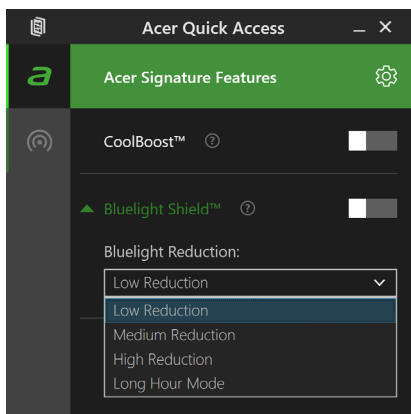 Acer Quick Access
Acer Signature Features
CoolBoost™ ?
Bluelight Shield™ ?
Bluelight Reduction:
Low Reduction
Low Reduction
Medium Reduction
High Reduction
Long Hour Mode